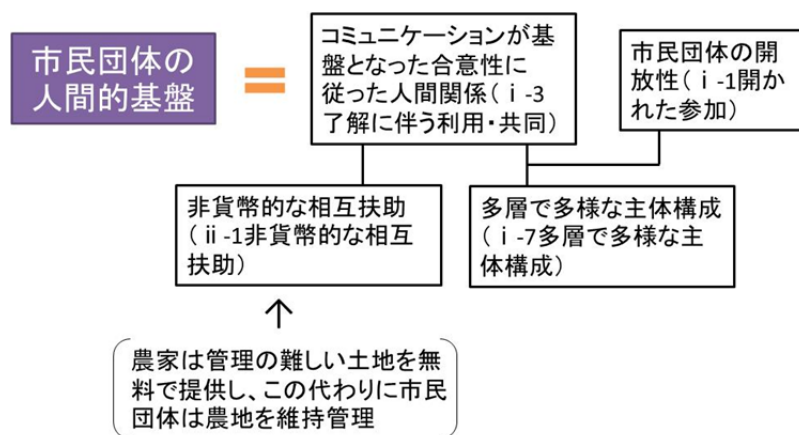 市民団体の
人間的基盤
=
コミュニケーションが基
盤となった合意性に
従った人間関係(ⅰ-3
了解に伴う利用・共同)
市民団体の開
放性(ⅰ-1開か
れた参加)
非貨幣的な相互扶助
(ⅱ-1非貨幣的な相互
扶助)
多層で多様な主体構成
(ⅰ-7多層で多様な主
体構成)
↑
農家は管理の難しい土地を無
料で提供し、この代わりに市民
団体は農地を維持管理